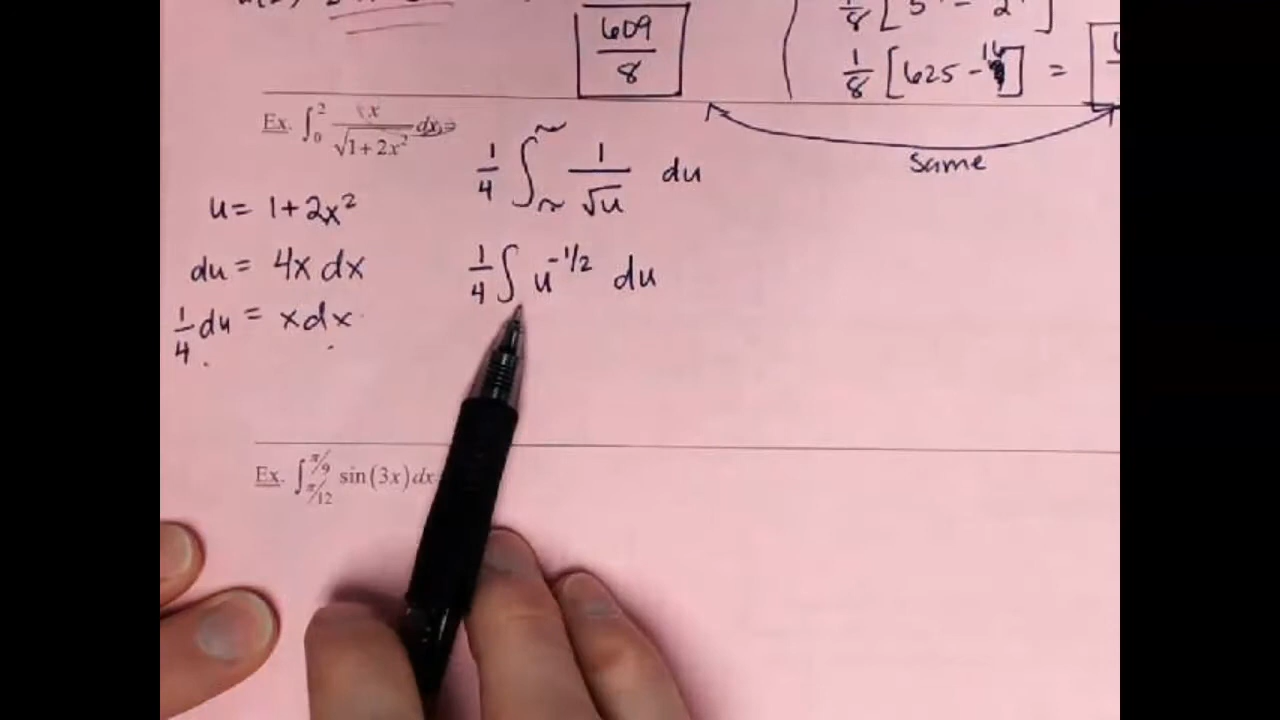 609/8
1/8 [625 - 16] =
same
Ex. ∫₀² x/√(1+2x²) dx ⇒ 1/4 ∫~~ 1/√u du
u = 1+2x²
du = 4x dx
1/4 ∫ u^(-1/2) du
1/4 du = x dx
Ex. ∫_{π/12}^{π/9} sin(3x)dx